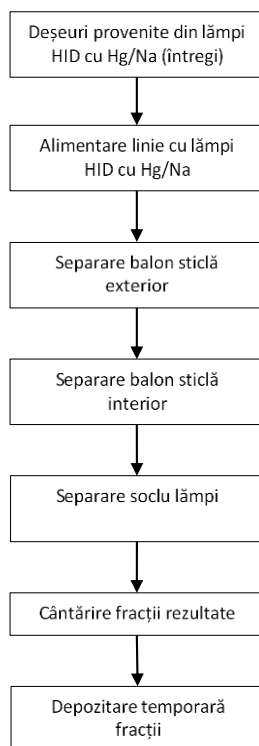 Deșeuri provenite din lămpi
HID cu Hg/Na (întregi)
Alimentare linie cu lămpi
HID cu Hg/Na
Separare balon sticlă
exterior
Separare balon sticlă
interior
Separare soclu lămpi
Cântărire fracții rezultate
Depozitare temporară
fracții